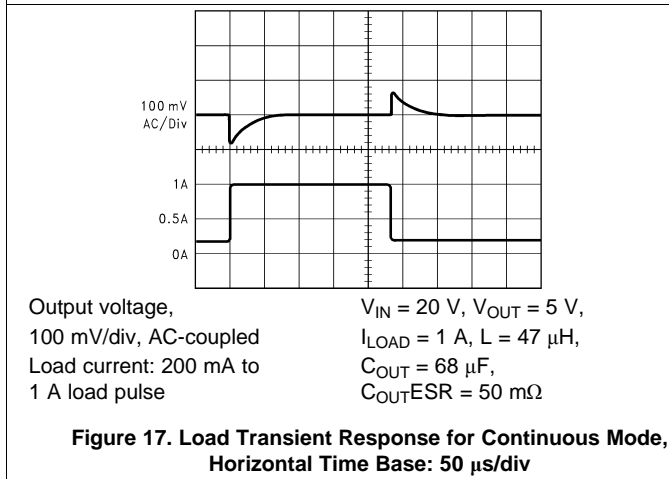 100 mV
AC/Div
1A
0.5A
0A
Output voltage,
100 mV/div, AC-coupled
Load current: 200 mA to
1 A load pulse
V_IN = 20 V, V_OUT = 5 V,
I_LOAD = 1 A, L = 47 μH,
C_OUT = 68 μF,
C_OUTESR = 50 mΩ
Figure 17. Load Transient Response for Continuous Mode,
Horizontal Time Base: 50 μs/div